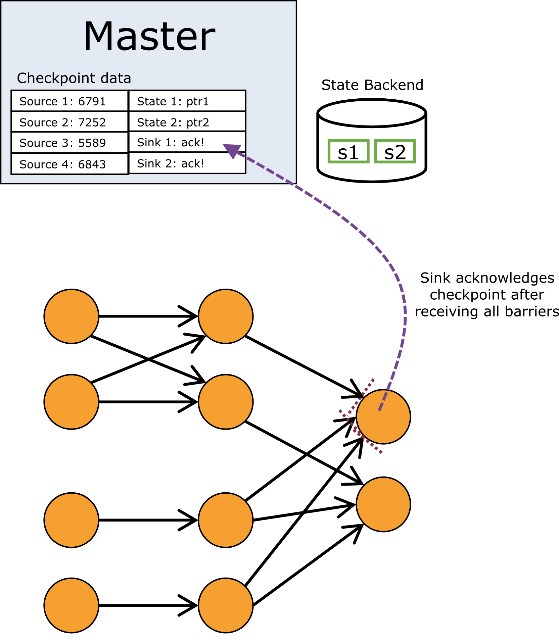 Master
Checkpoint data
Source 1: 6791 State 1: ptr1
Source 2: 7252 State 2: ptr2
Source 3: 5589 Sink 1: ack!
Source 4: 6843 Sink 2: ack!
State Backend
s1 s2
Sink acknowledges
checkpoint after
receiving all barriers